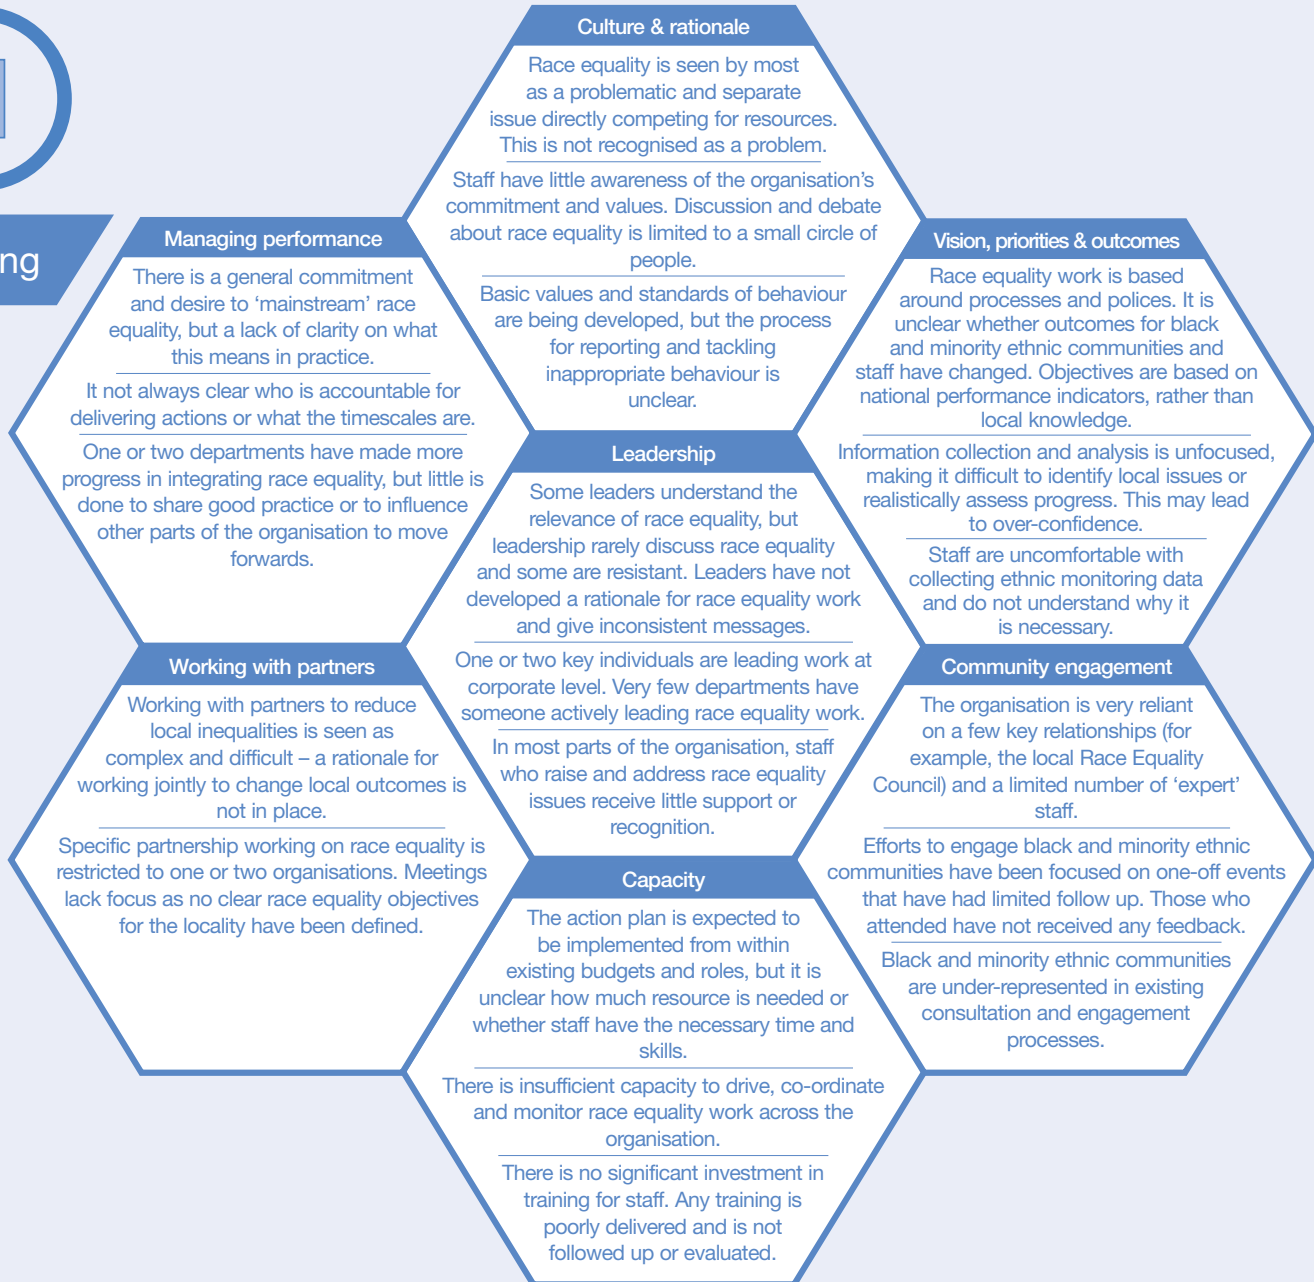 ng
Culture & rationale
Race equality is seen by most
as a problematic and separate
issue directly competing for resources.
This is not recognised as a problem.
Staff have little awareness of the organisation's
commitment and values. Discussion and debate
about race equality is limited to a small circle of
people.
Basic values and standards of behaviour
are being developed, but the process
for reporting and tackling
inappropriate behaviour is
unclear.
Managing performance
There is a general commitment
and desire to ‘mainstream’ race
equality, but a lack of clarity on what
this means in practice.
It not always clear who is accountable for
delivering actions or what the timescales are.
One or two departments have made more
progress in integrating race equality, but little is
done to share good practice or to influence
other parts of the organisation to move
forwards.
Vision, priorities & outcomes
Race equality work is based
around processes and polices. It is
unclear whether outcomes for black
and minority ethnic communities and
staff have changed. Objectives are based on
national performance indicators, rather than
local knowledge.
Information collection and analysis is unfocused,
making it difficult to identify local issues or
realistically assess progress. This may lead
to over-confidence.
Staff are uncomfortable with
collecting ethnic monitoring data
and do not understand why it
is necessary.
Leadership
Some leaders understand the
relevance of race equality, but
leadership rarely discuss race equality
and some are resistant. Leaders have not
developed a rationale for race equality work
and give inconsistent messages.
One or two key individuals are leading work at
corporate level. Very few departments have
someone actively leading race equality work.
In most parts of the organisation, staff
who raise and address race equality
issues receive little support or
recognition.
Working with partners
Working with partners to reduce
local inequalities is seen as
complex and difficult – a rationale for
working jointly to change local outcomes is
not in place.
Specific partnership working on race equality is
restricted to one or two organisations. Meetings
lack focus as no clear race equality objectives
for the locality have been defined.
Community engagement
The organisation is very reliant
on a few key relationships (for
example, the local Race Equality
Council) and a limited number of ‘expert’
staff.
Efforts to engage black and minority ethnic
communities have been focused on one-off events
that have had limited follow up. Those who
attended have not received any feedback.
Black and minority ethnic communities
are under-represented in existing
consultation and engagement
processes.
Capacity
The action plan is expected to
be implemented from within
existing budgets and roles, but it is
unclear how much resource is needed or
whether staff have the necessary time and
skills.
There is insufficient capacity to drive, co-ordinate
and monitor race equality work across the
organisation.
There is no significant investment in
training for staff. Any training is
poorly delivered and is not
followed up or evaluated.